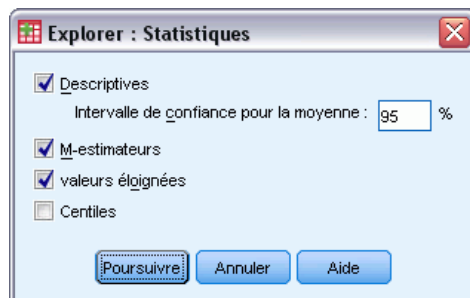 Explorer : Statistiques
Descriptives
Intervalle de confiance pour la moyenne : 95 %
M-estimateurs
valeurs éloignées
Centiles
Poursuivre Annuler Aide